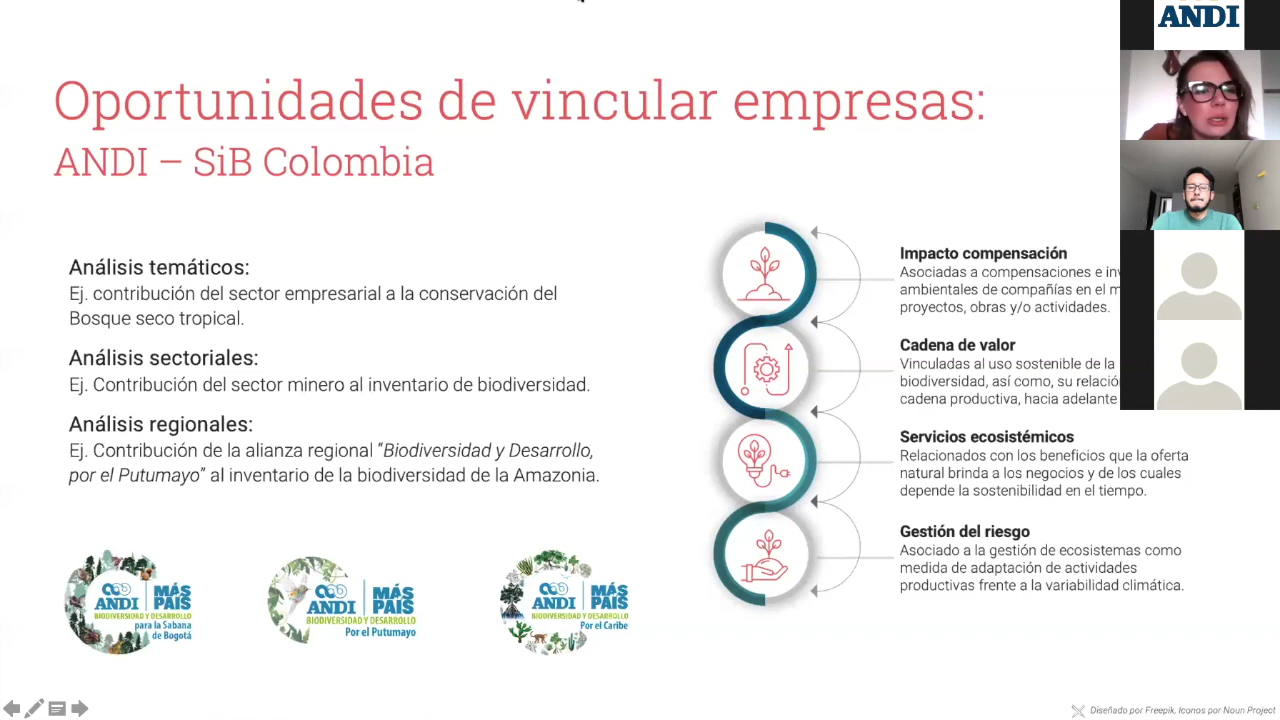 Oportunidades de vincular empresas:
ANDI – SiB Colombia
Análisis temáticos:
Ej. contribución del sector empresarial a la conservación del
Bosque seco tropical.
Análisis sectoriales:
Ej. Contribución del sector minero al inventario de biodiversidad.
Análisis regionales:
Ej. Contribución de la alianza regional "Biodiversidad y Desarrollo,
por el Putumayo" al inventario de la biodiversidad de la Amazonia.
ANDI MÁS PAÍS
BIODIVERSIDAD Y DESARROLLO
para la Sabana
de Bogotá
ANDI MÁS PAÍS
BIODIVERSIDAD Y DESARROLLO
Por el Putumayo
ANDI MÁS PAÍS
BIODIVERSIDAD Y DESARROLLO
Por el Caribe
Impacto compensación
Asociadas a compensaciones e
ambientales de compañías en el
proyectos, obras y/o actividades.
Cadena de valor
Vinculadas al uso sostenible de la
biodiversidad, así como, su
cadena productiva, hacia adelante
Servicios ecosistémicos
Relacionados con los beneficios que la oferta
natural brinda a los negocios y de los cuales
depende la sostenibilidad en el tiempo.
Gestión del riesgo
Asociado a la gestión de ecosistemas como
medida de adaptación de actividades
productivas frente a la variabilidad climática.
ANDI
Diseñado por Freepik, Iconos por Noun Project